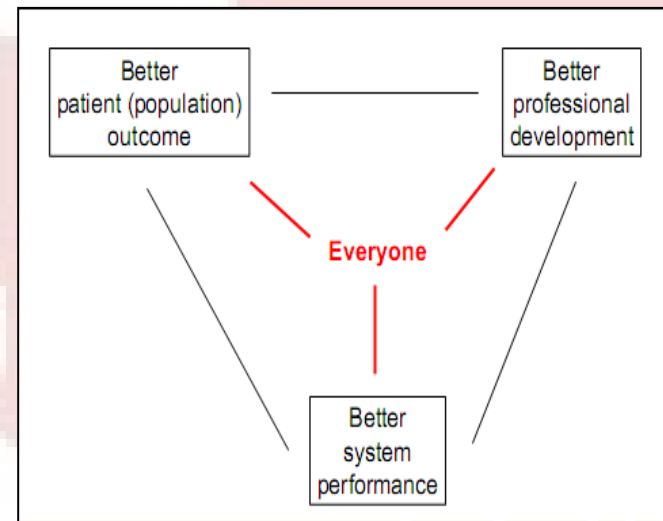 Better
patient (population)
outcome
Better
professional
development
Everyone
Better
system
performance